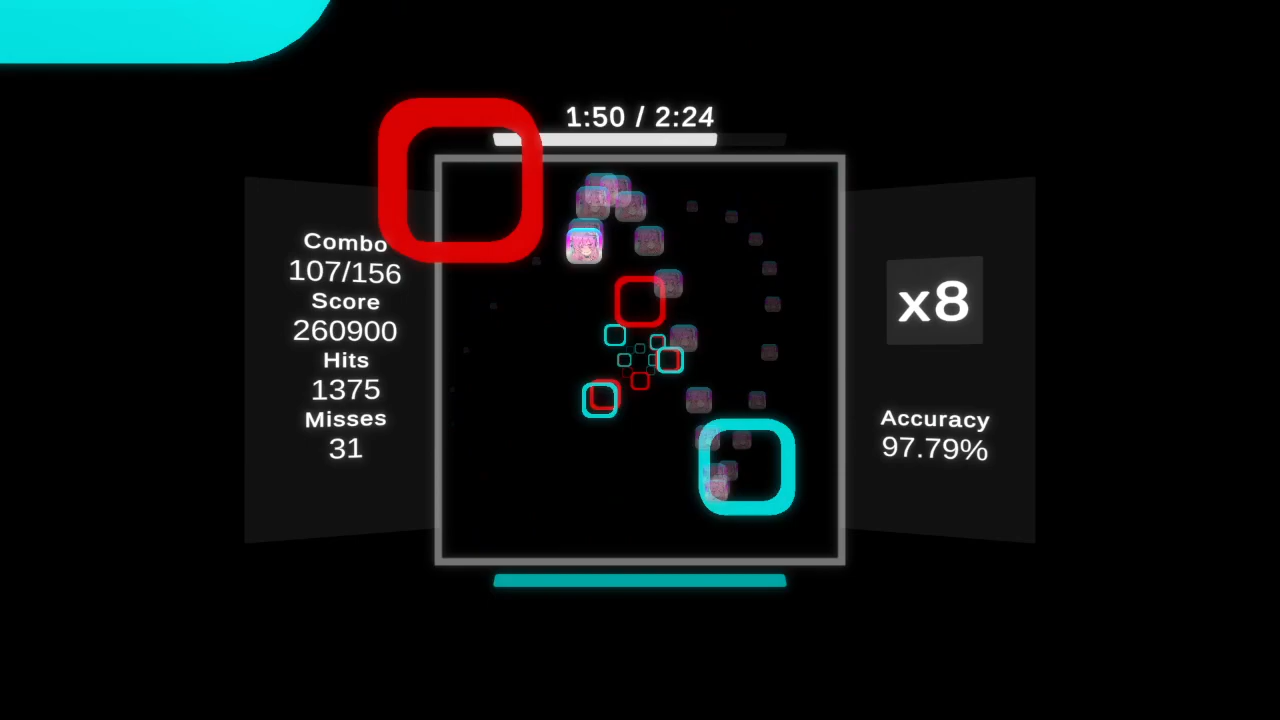 1:50 / 2:24
Combo
107/156
Score
260900
Hits
1375
Misses
31
x8
Accuracy
97.79%